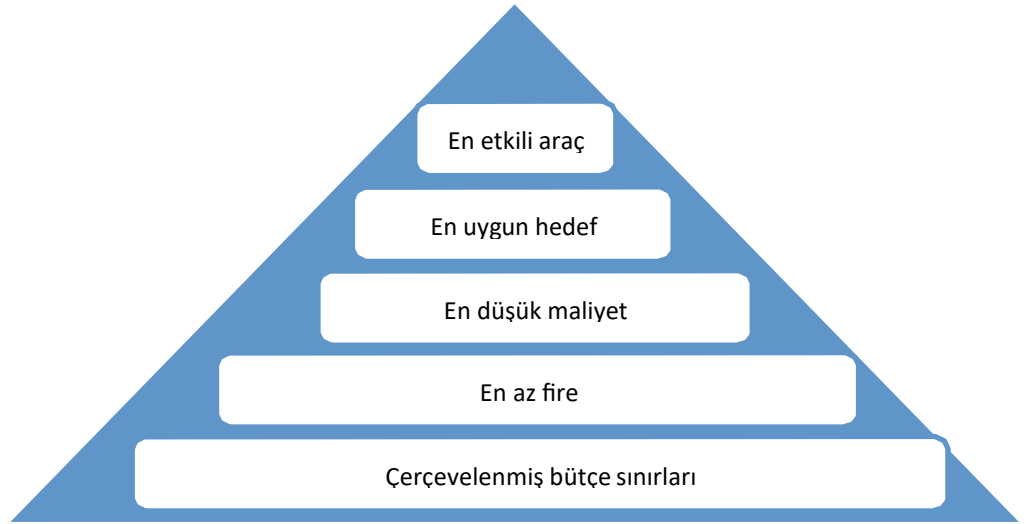 En etkili araç
En uygun hedef
En düşük maliyet
En az fire
Çerçevelenmiş bütçe sınırları